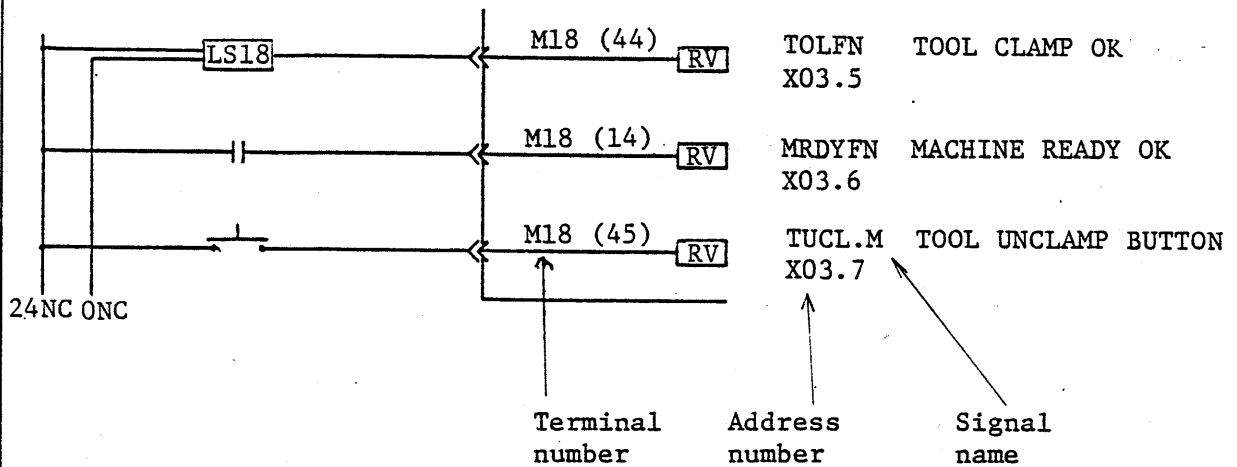 LS18 M18 (44) RV TOLFN TOOL CLAMP OK
X03.5
M18 (14) RV MRDYFN MACHINE READY OK
X03.6
M18 (45) RV TUCL.M TOOL UNCLAMP BUTTON
X03.7
24NC 0NC
Terminal Address Signal
number number name